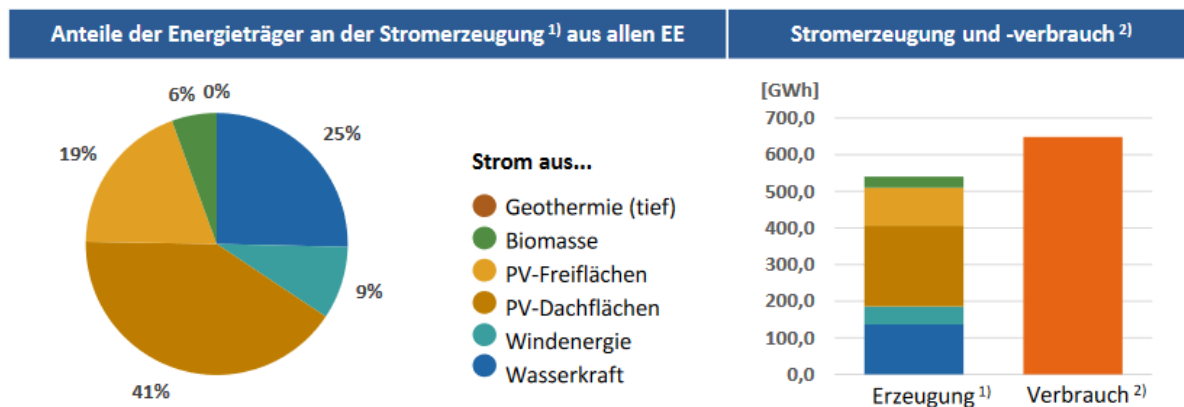 Anteile der Energieträger an der Stromerzeugung 1) aus allen EE
Stromerzeugung und -verbrauch 2)
6%
0%
25%
19%
9%
41%
Strom aus...
Geothermie (tief)
Biomasse
PV-Freiflächen
PV-Dachflächen
Windenergie
Wasserkraft
[GWh]
700,0
600,0
500,0
400,0
300,0
200,0
100,0
0,0
Erzeugung 1)
Verbrauch 2)